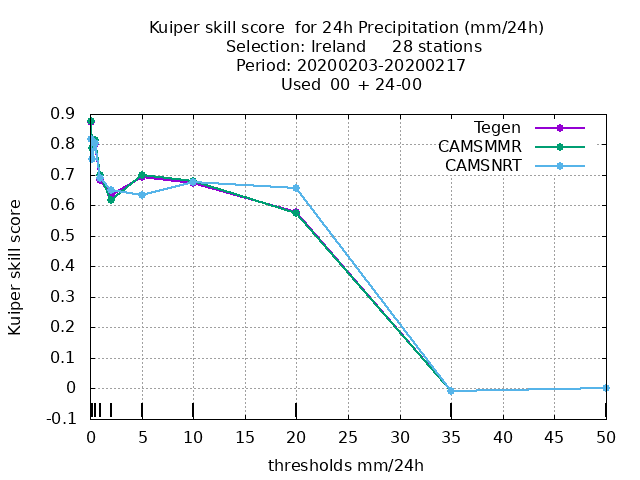 Kuiper skill score  for 24h Precipitation (mm/24h)
Selection: Ireland     28 stations
Period: 20200203-20200217
Used  00 + 24-00
Tegen
CAMSMMR
CAMSNRT
Kuiper skill score
0.9
0.8
0.7
0.6
0.5
0.4
0.3
0.2
0.1
0
-0.1
0 5 10 15 20 25 30 35 40 45 50
thresholds mm/24h